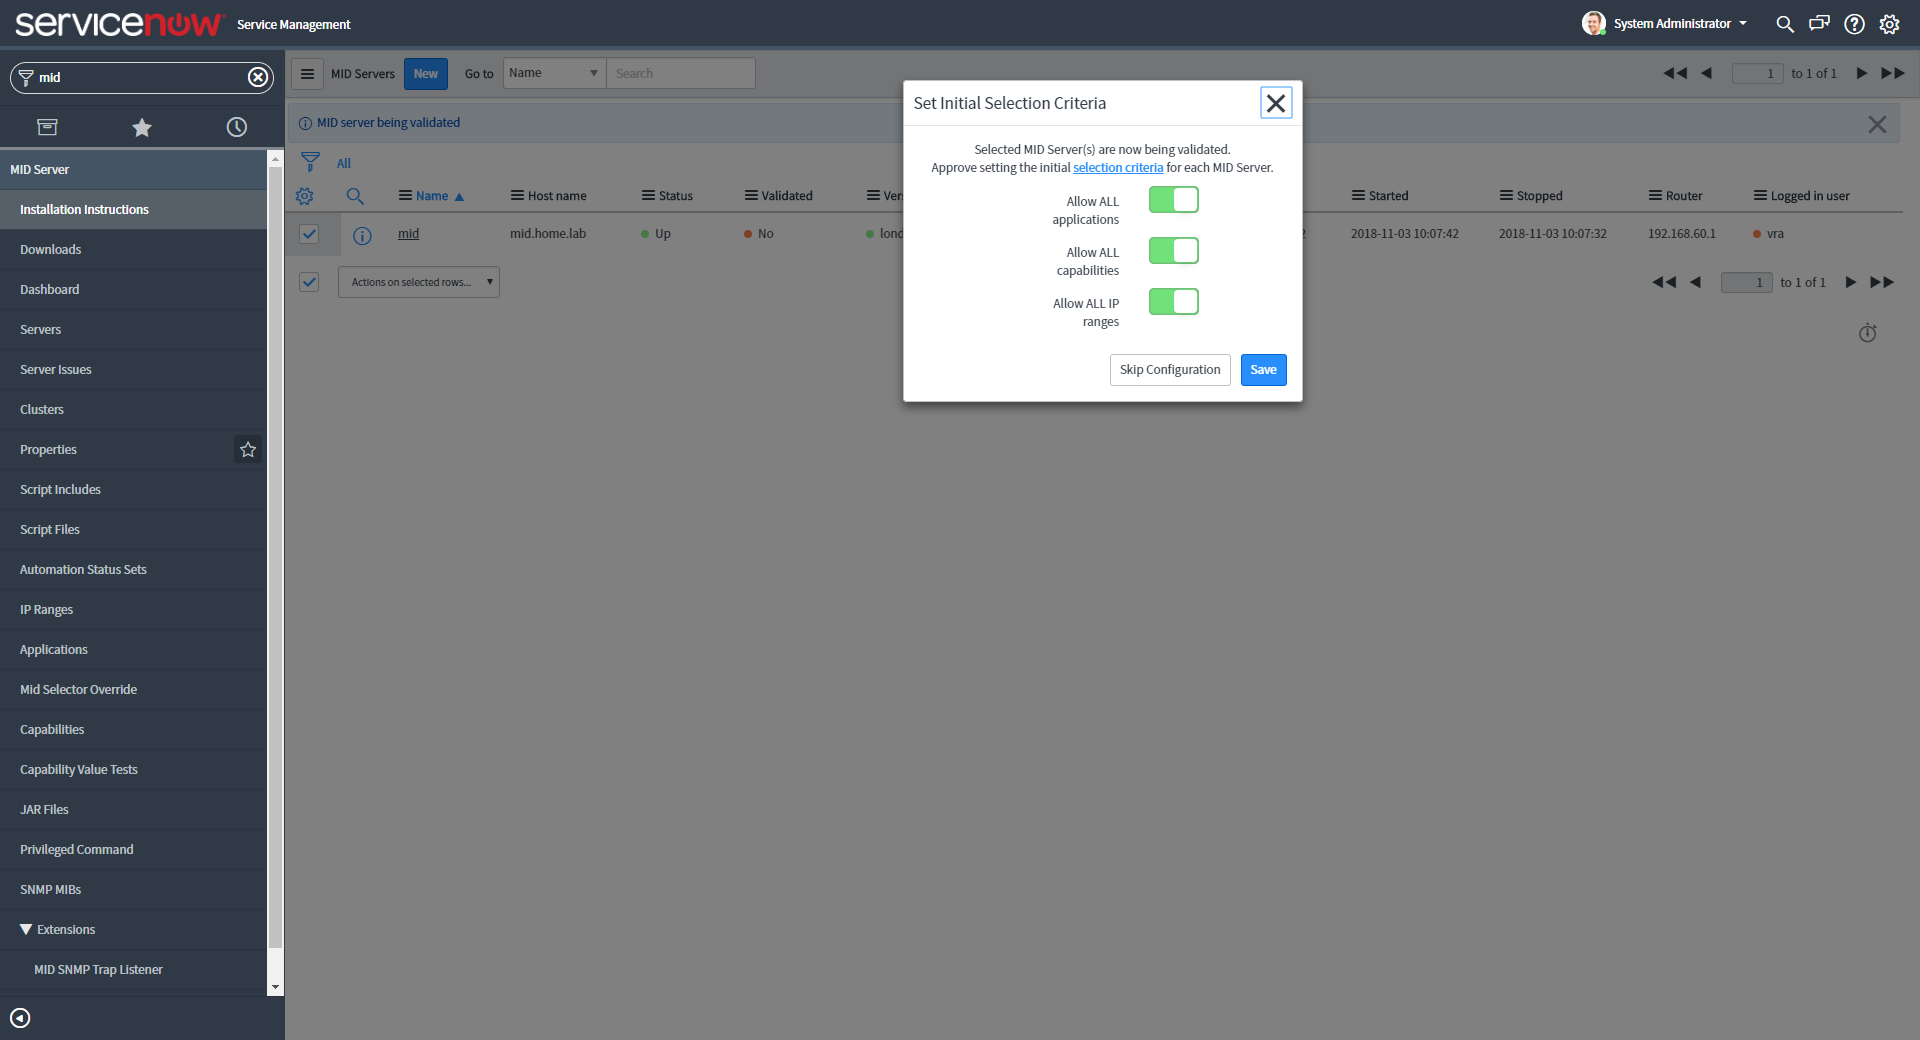 servicenow Service Management
System Administrator
mid
MID Servers New Go to Name Search
1 to 1 of 1
Set Initial Selection Criteria
MID server being validated
Selected MID Server(s) are now being validated.
Approve setting the initial selection criteria for each MID Server.
Allow ALL
applications
Allow ALL
capabilities
Allow ALL IP
ranges
Skip Configuration Save
All
Name Host name Status Validated Vers Started Stopped Router Logged in user
mid mid.home.lab Up No lond 2 2018-11-03 10:07:42 2018-11-03 10:07:32 192.168.60.1 vra
Actions on selected rows...
1 to 1 of 1
MID Server
Installation Instructions
Downloads
Dashboard
Servers
Server Issues
Clusters
Properties
Script Includes
Script Files
Automation Status Sets
IP Ranges
Applications
Mid Selector Override
Capabilities
Capability Value Tests
JAR Files
Privileged Command
SNMP MIBs
Extensions
MID SNMP Trap Listener